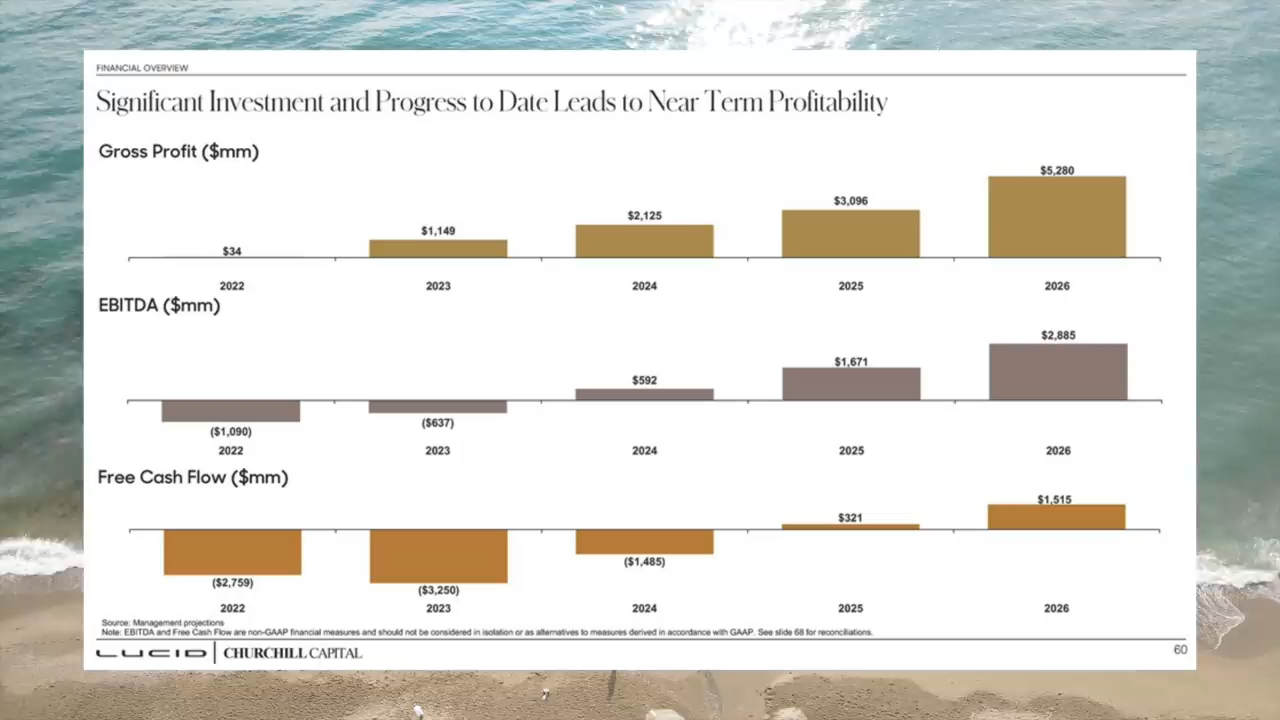 FINANCIAL OVERVIEW
Significant Investment and Progress to Date Leads to Near Term Profitability
Gross Profit ($mm)
$34
$1,149
$2,125
$3,096
$5,280
2022 2023 2024 2025 2026
EBITDA ($mm)
($1,090)
($637)
$592
$1,671
$2,885
2022 2023 2024 2025 2026
Free Cash Flow ($mm)
($2,759)
($3,250)
($1,485)
$321
$1,515
2022 2023 2024 2025 2026
Source: Management projections
Note: EBITDA and Free Cash Flow are non-GAAP financial measures and should not be considered in isolation or as alternatives to measures derived in accordance with GAAP. See slide 68 for reconciliations.
LUCID CHURCHILL CAPITAL 60